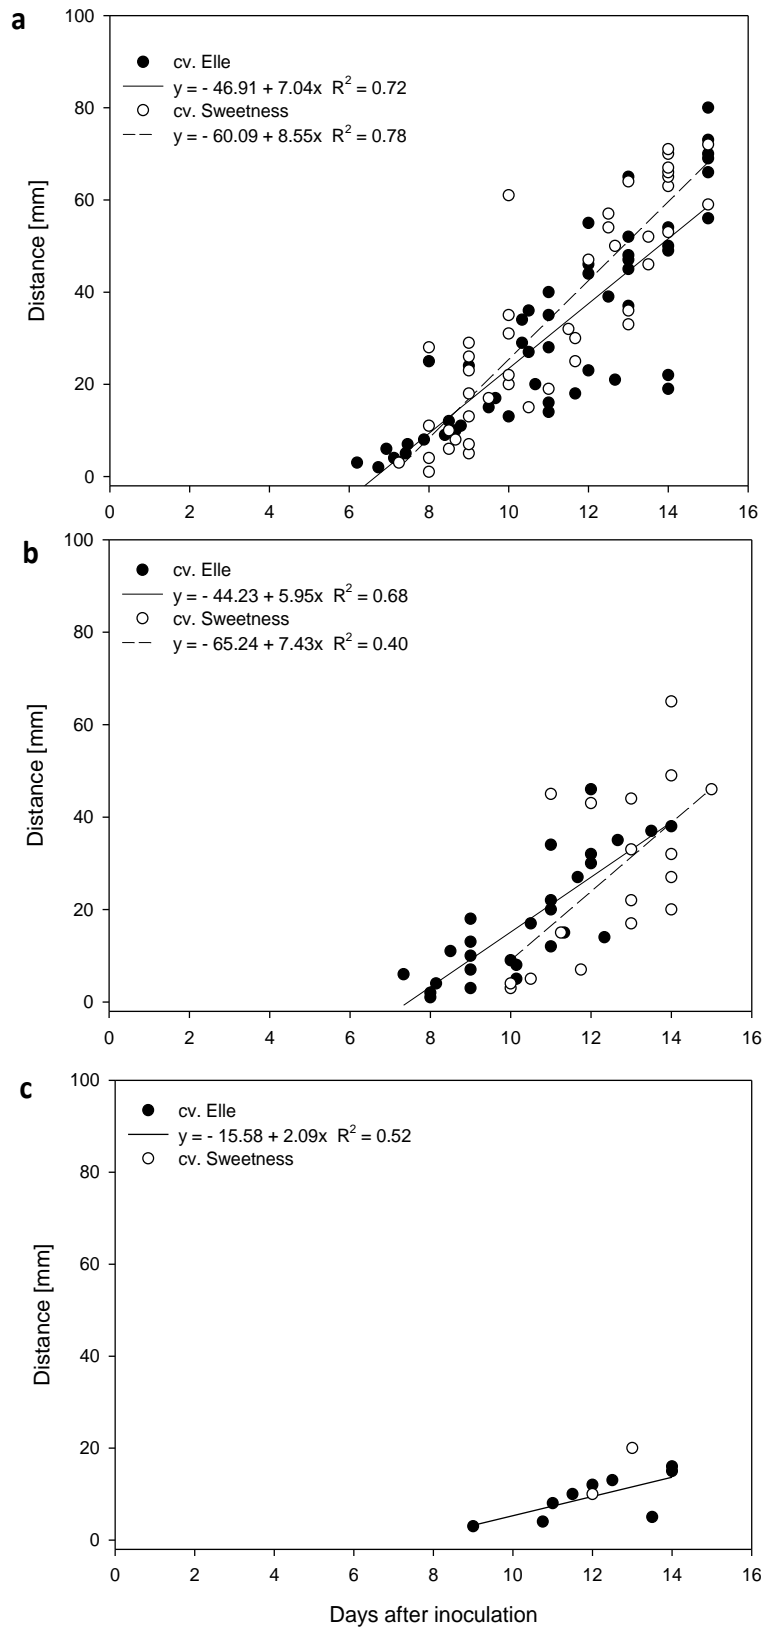 a
100
80
60
40
20
0
Distance [mm]
cv. Elle
y = - 46.91 + 7.04x R² = 0.72
cv. Sweetness
y = - 60.09 + 8.55x R² = 0.78
0 2 4 6 8 10 12 14 16
b
100
80
60
40
20
0
Distance [mm]
cv. Elle
y = - 44.23 + 5.95x R² = 0.68
cv. Sweetness
y = - 65.24 + 7.43x R² = 0.40
0 2 4 6 8 10 12 14 16
c
100
80
60
40
20
0
Distance [mm]
cv. Elle
y = - 15.58 + 2.09x R² = 0.52
cv. Sweetness
0 2 4 6 8 10 12 14 16
Days after inoculation